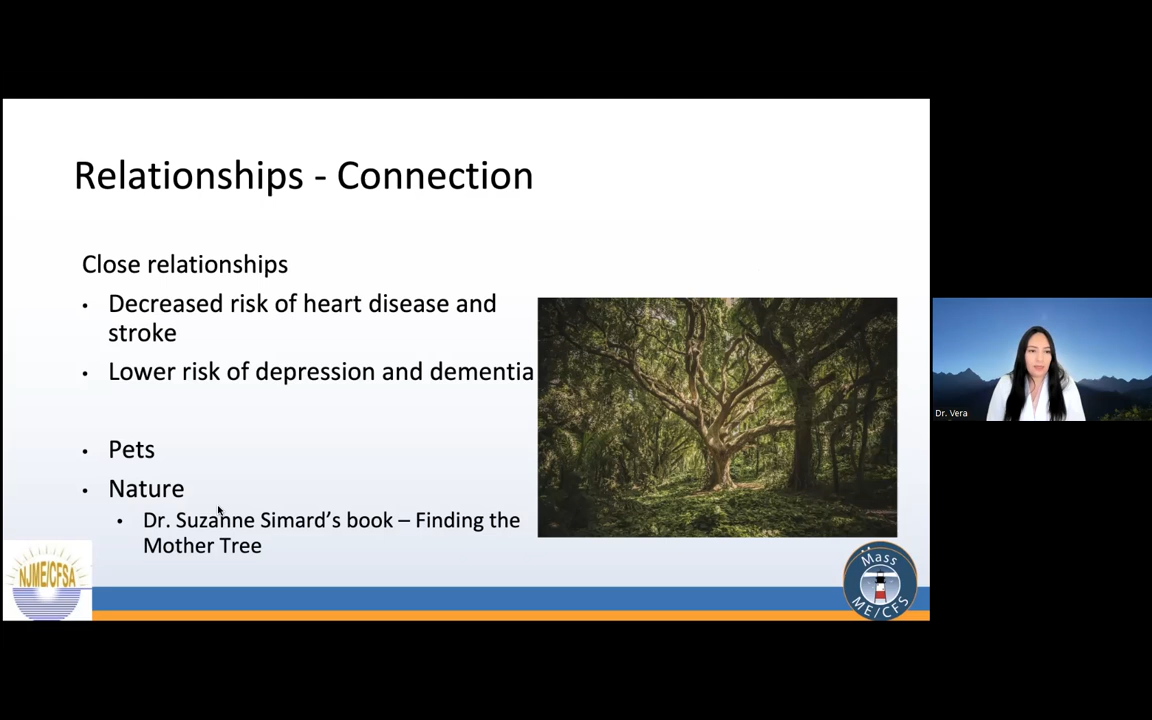 Relationships - Connection
Close relationships
• Decreased risk of heart disease and
stroke
• Lower risk of depression and dementia
• Pets
• Nature
• Dr. Suzanne Simard's book – Finding the
Mother Tree
Dr. Vera
NJME/CFSA
Mass
ME/CFS